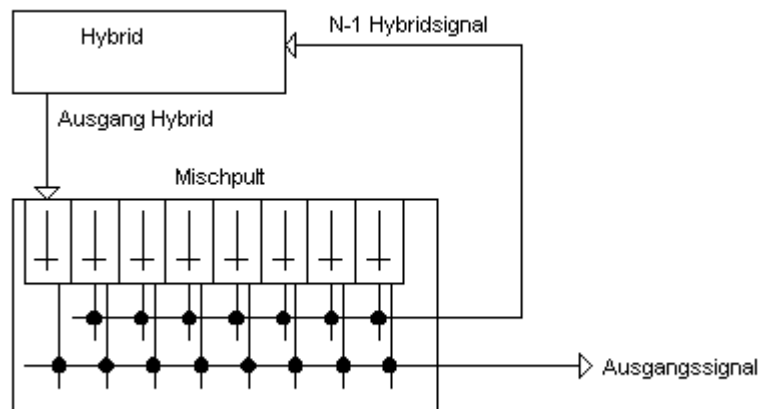 N-1 Hybridsignal
Hybrid
Ausgang Hybrid
Mischpult
Ausgangssignal